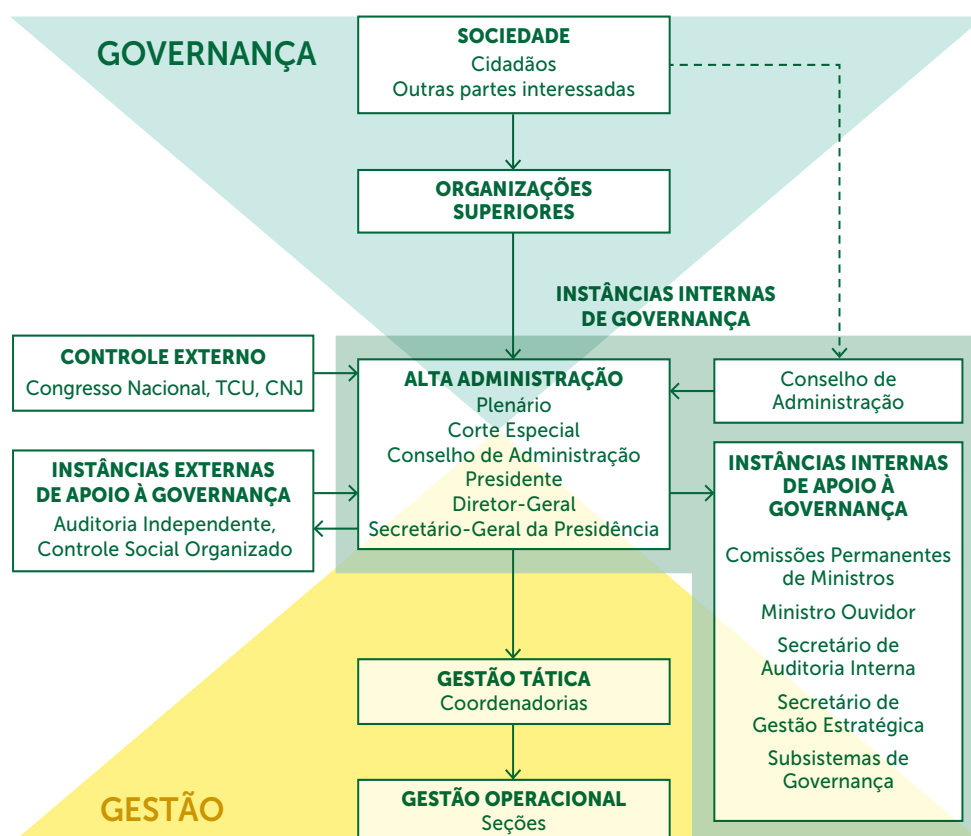 GOVERNANÇA
SOCIEDADE
Cidadãos
Outras partes interessadas
ORGANIZAÇÕES
SUPERIORES
INSTÂNCIAS INTERNAS
DE GOVERNANÇA
CONTROLE EXTERNO
Congresso Nacional, TCU, CNJ
ALTA ADMINISTRAÇÃO
Plenário
Corte Especial
Conselho de Administração
Presidente
Diretor-Geral
Secretário-Geral da Presidência
Conselho de
Administração
INSTÂNCIAS EXTERNAS
DE APOIO À GOVERNANÇA
Auditoria Independente,
Controle Social Organizado
INSTÂNCIAS INTERNAS
DE APOIO À
GOVERNANÇA
Comissões Permanentes
de Ministros
Ministro Ouvidor
Secretário de
Auditoria Interna
Secretário de
Gestão Estratégica
Subsistemas de
Governança
GESTÃO TÁTICA
Coordenadorias
GESTÃO OPERACIONAL
Seções
GESTÃO